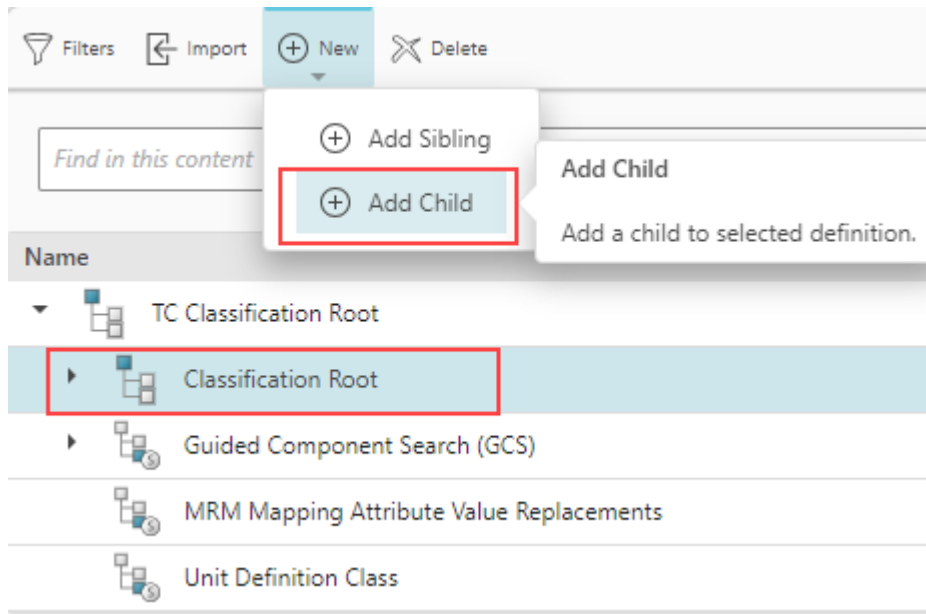 Filters Import New Delete
Add Sibling
Find in this content
Add Child
Add Child
Add a child to selected definition.
Name
TC Classification Root
Classification Root
Guided Component Search (GCS)
MRM Mapping Attribute Value Replacements
Unit Definition Class